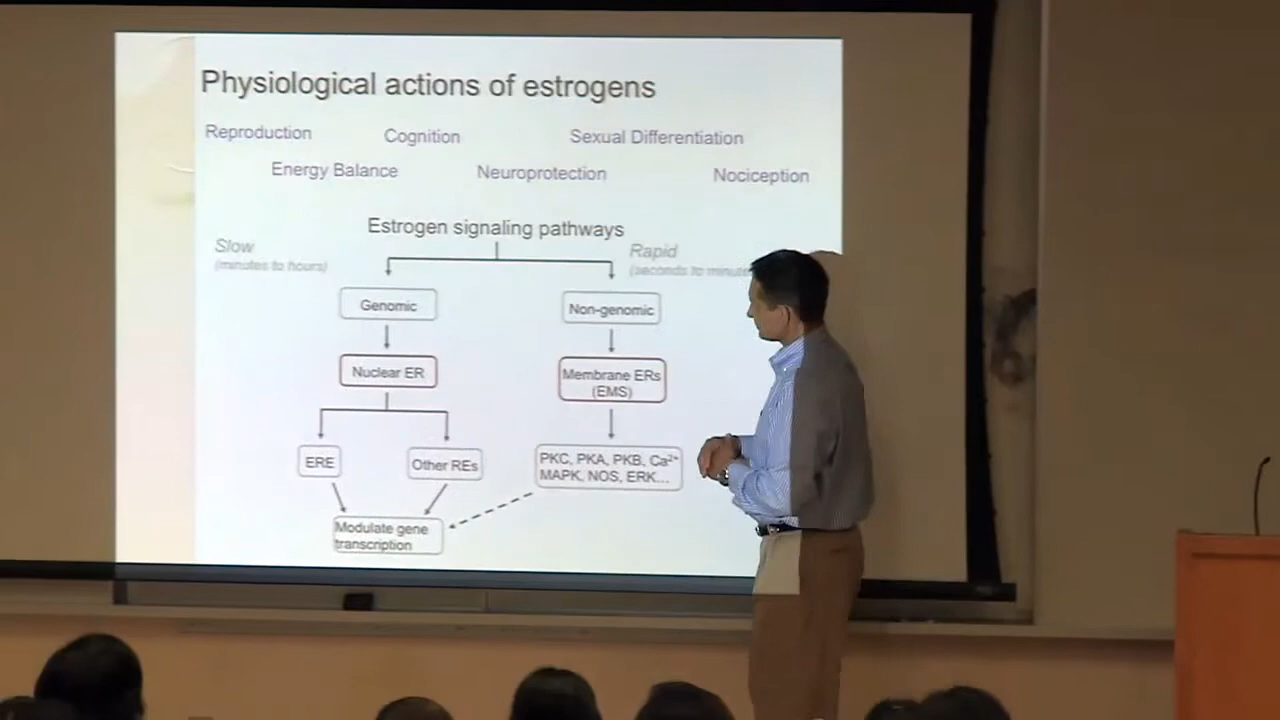 Physiological actions of estrogens
Reproduction
Cognition
Sexual Differentiation
Energy Balance
Neuroprotection
Nociception
Estrogen signaling pathways
Slow
(minutes to hours)
Rapid
(seconds to minute
Genomic
Non-genomic
Nuclear ER
Membrane ERs
(EMS)
ERE
Other REs
PKC, PKA, PKB, Ca²⁺
MAPK, NOS, ERK...
Modulate gene
transcription